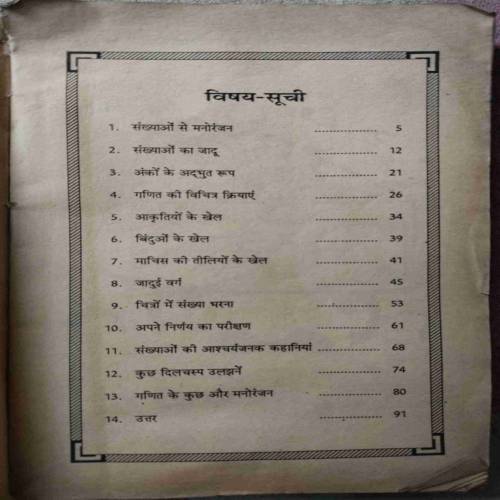 विषय-सूची
1. संख्याओं से मनोरंजन ................ 5
2. संख्याओं का जादू ................ 12
3. अंकों के अद्भुत रूप ................ 21
4. गणित की विचित्र क्रियाएं ................ 26
5. आकृतियों के खेल ................ 34
6. बिंदुओं के खेल ................ 39
7. माचिस की तीलियों के खेल ................ 41
8. जादुई वर्ग ................ 45
9. चित्रों में संख्या भरना ................ 53
10. अपने निर्णय का परीक्षण ................ 61
11. संख्याओं की आश्चर्यजनक कहानियां ................ 68
12. कुछ दिलचस्प उलझनें ................ 74
13. गणित के कुछ और मनोरंजन ................ 80
14. उत्तर ................ 91